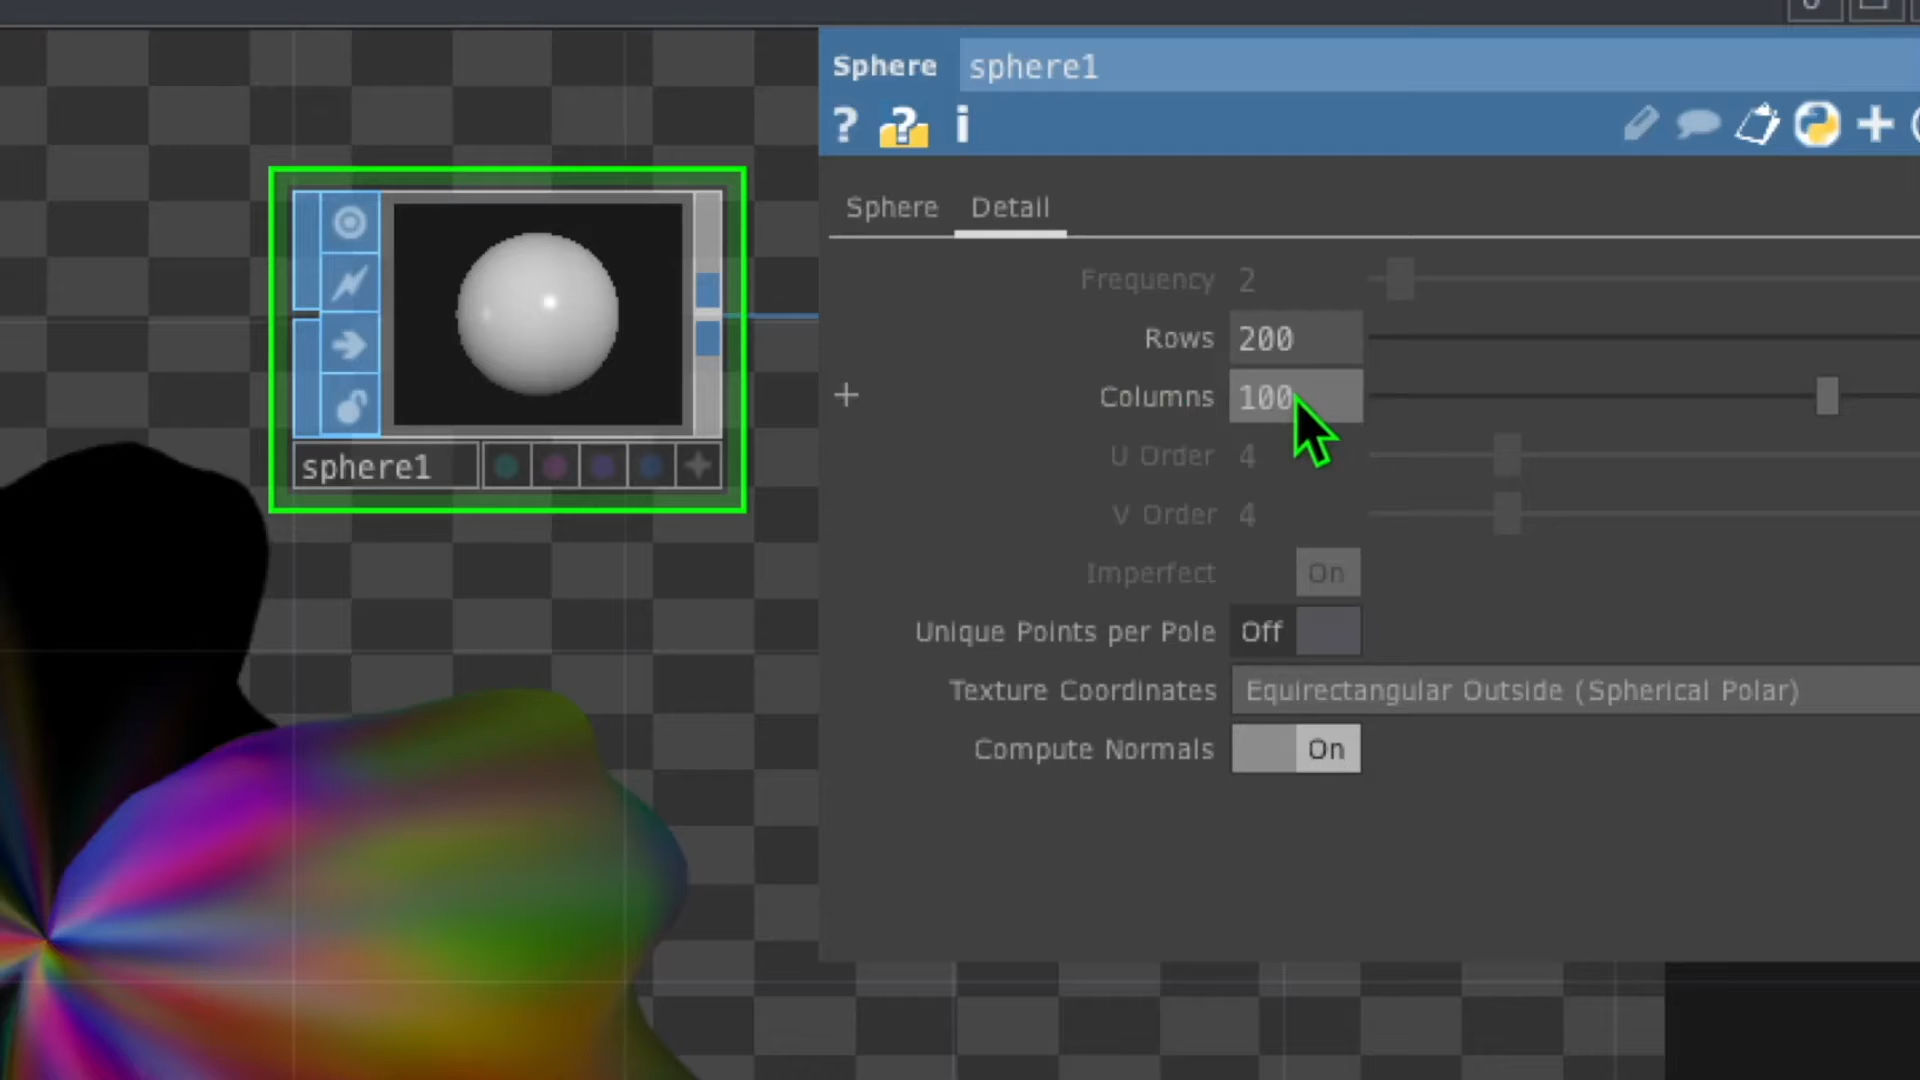 Sphere sphere1
? ? i
Sphere Detail
Frequency 2
Rows 200
Columns 100
U Order 4
V Order 4
Imperfect On
Unique Points per Pole Off
Texture Coordinates Equirectangular Outside (Spherical Polar)
Compute Normals On
sphere1